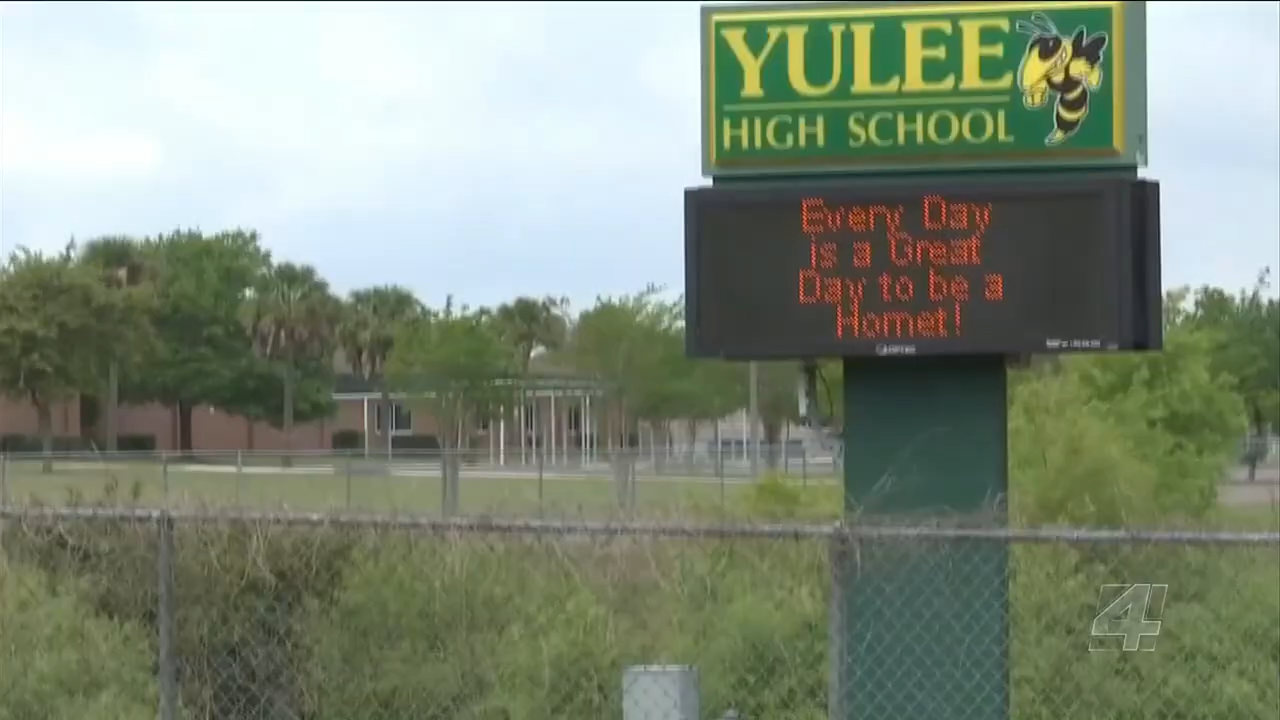 YULEE
HIGH SCHOOL
Every Day
is a Great
Day to be a
Hornet!
4